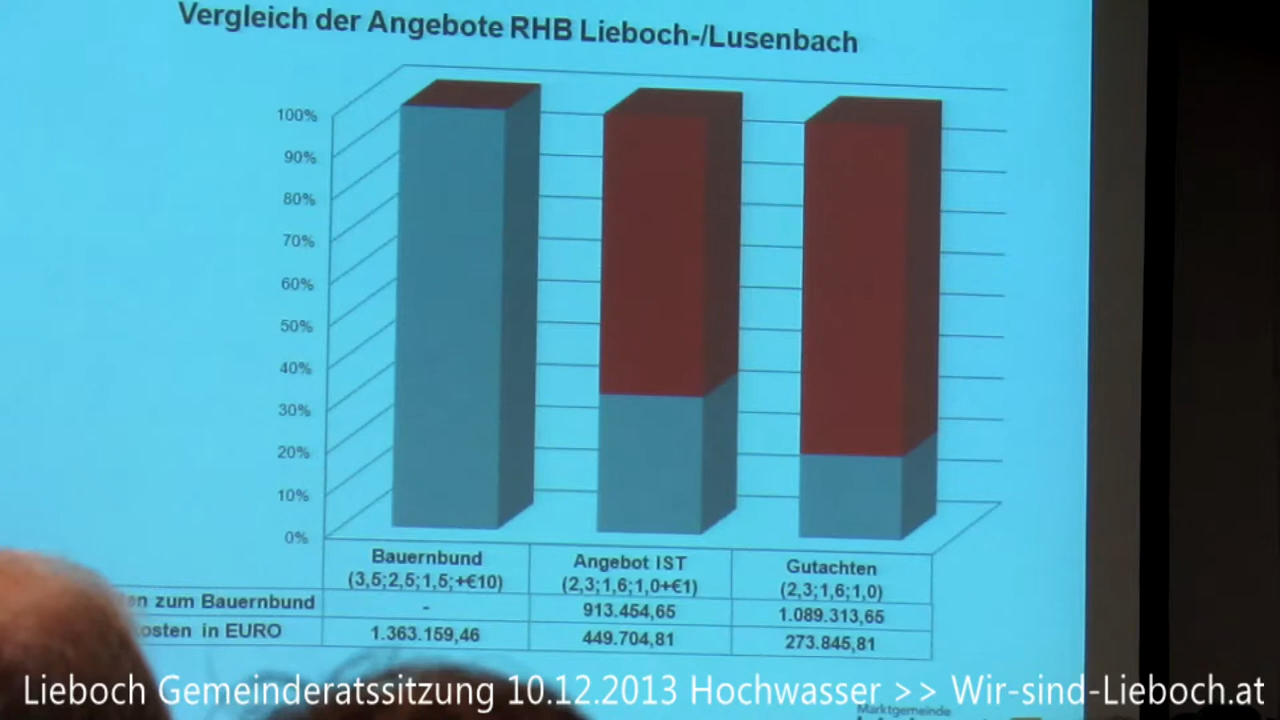 Vergleich der Angebote RHB Lieboch-/Lusenbach
100%
90%
80%
70%
60%
50%
40%
30%
20%
10%
0%
Bauernbund Angebot IST Gutachten
(3,5;2,5;1,5;+€10) (2,3;1,6;1,0+€1) (2,3;1,6;1,0)
zum Bauernbund - 913.454,65 1.089.313,65
in EURO 1.363.159,46 449.704,81 273.845,81
Lieboch Gemeinderatssitzung 10.12.2013 Hochwasser >> Wir-sind-Lieboch.at
Marktgemeinde